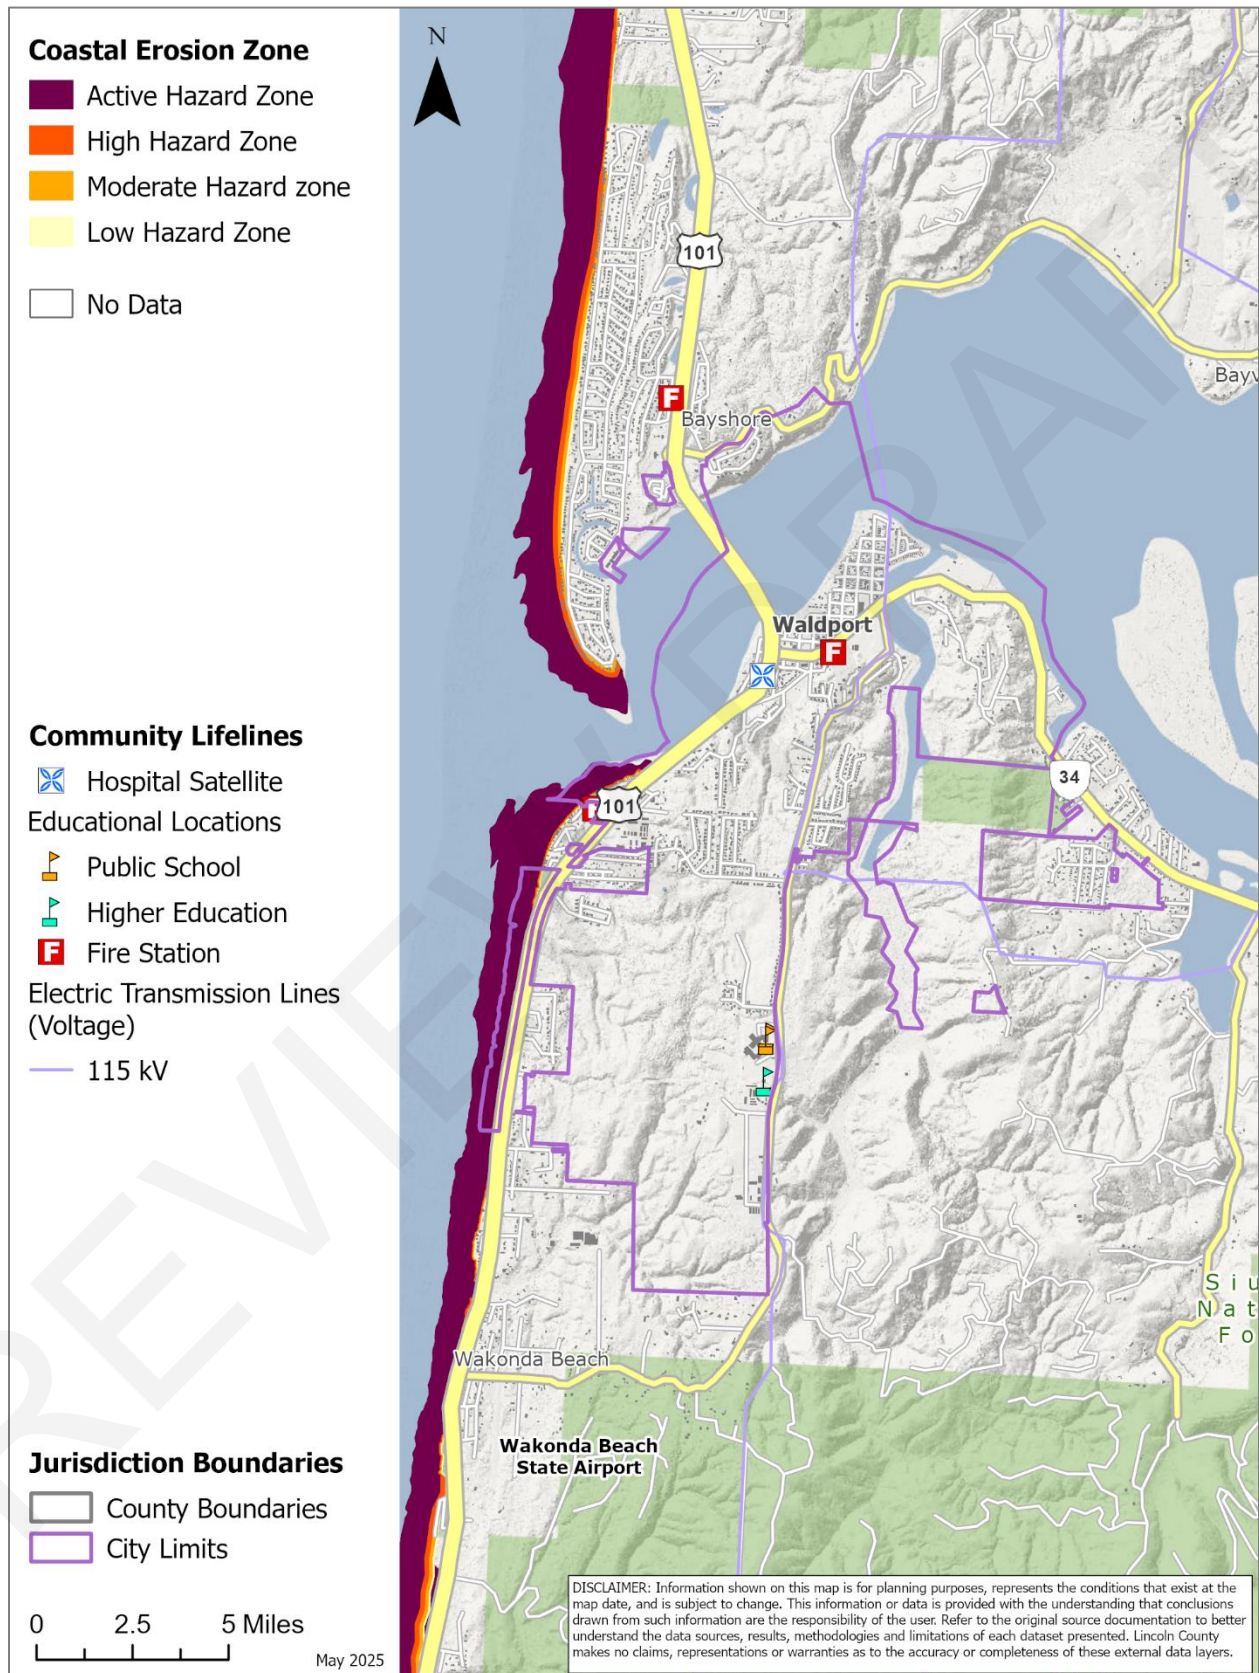 Coastal Erosion Zone
Active Hazard Zone
High Hazard Zone
Moderate Hazard zone
Low Hazard Zone
No Data
Community Lifelines
Hospital Satellite
Educational Locations
Public School
Higher Education
F Fire Station
Electric Transmission Lines
(Voltage)
115 kV
Jurisdiction Boundaries
County Boundaries
City Limits
0 2.5 5 Miles
May 2025
N
101
F
Bayshore
Bayv
Waldport
F
34
101
Siu
Nat
Fo
Wakonda Beach
Wakonda Beach
State Airport
DISCLAIMER: Information shown on this map is for planning purposes, represents the conditions that exist at the
map date, and is subject to change. This information or data is provided with the understanding that conclusions
drawn from such information are the responsibility of the user. Refer to the original source documentation to better
understand the data sources, results, methodologies and limitations of each dataset presented. Lincoln County
makes no claims, representations or warranties as to the accuracy or completeness of these external data layers.
REVIEW DRAF